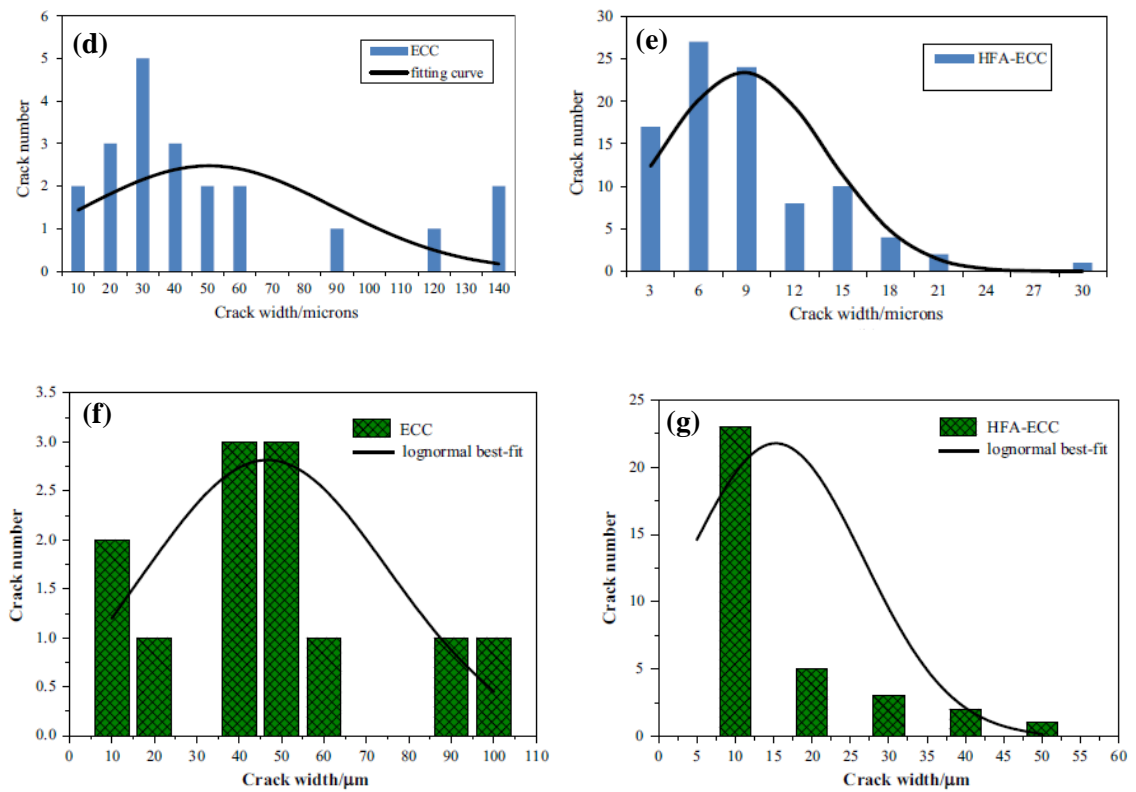 (d)
ECC
fitting curve
6
5
4
3
2
1
0
Crack number
10 20 30 40 50 60 70 80 90 100 110 120 130 140
Crack width/microns
(e)
HFA-ECC
30
25
20
15
10
5
0
Crack number
3 6 9 12 15 18 21 24 27 30
Crack width/microns
(f)
ECC
lognormal best-fit
3.5
3.0
2.5
2.0
1.5
1.0
0.5
0.0
Crack number
0 10 20 30 40 50 60 70 80 90 100 110
Crack width/μm
(g)
HFA-ECC
lognormal best-fit
25
20
15
10
5
0
Crack number
0 5 10 15 20 25 30 35 40 45 50 55 60
Crack width/μm